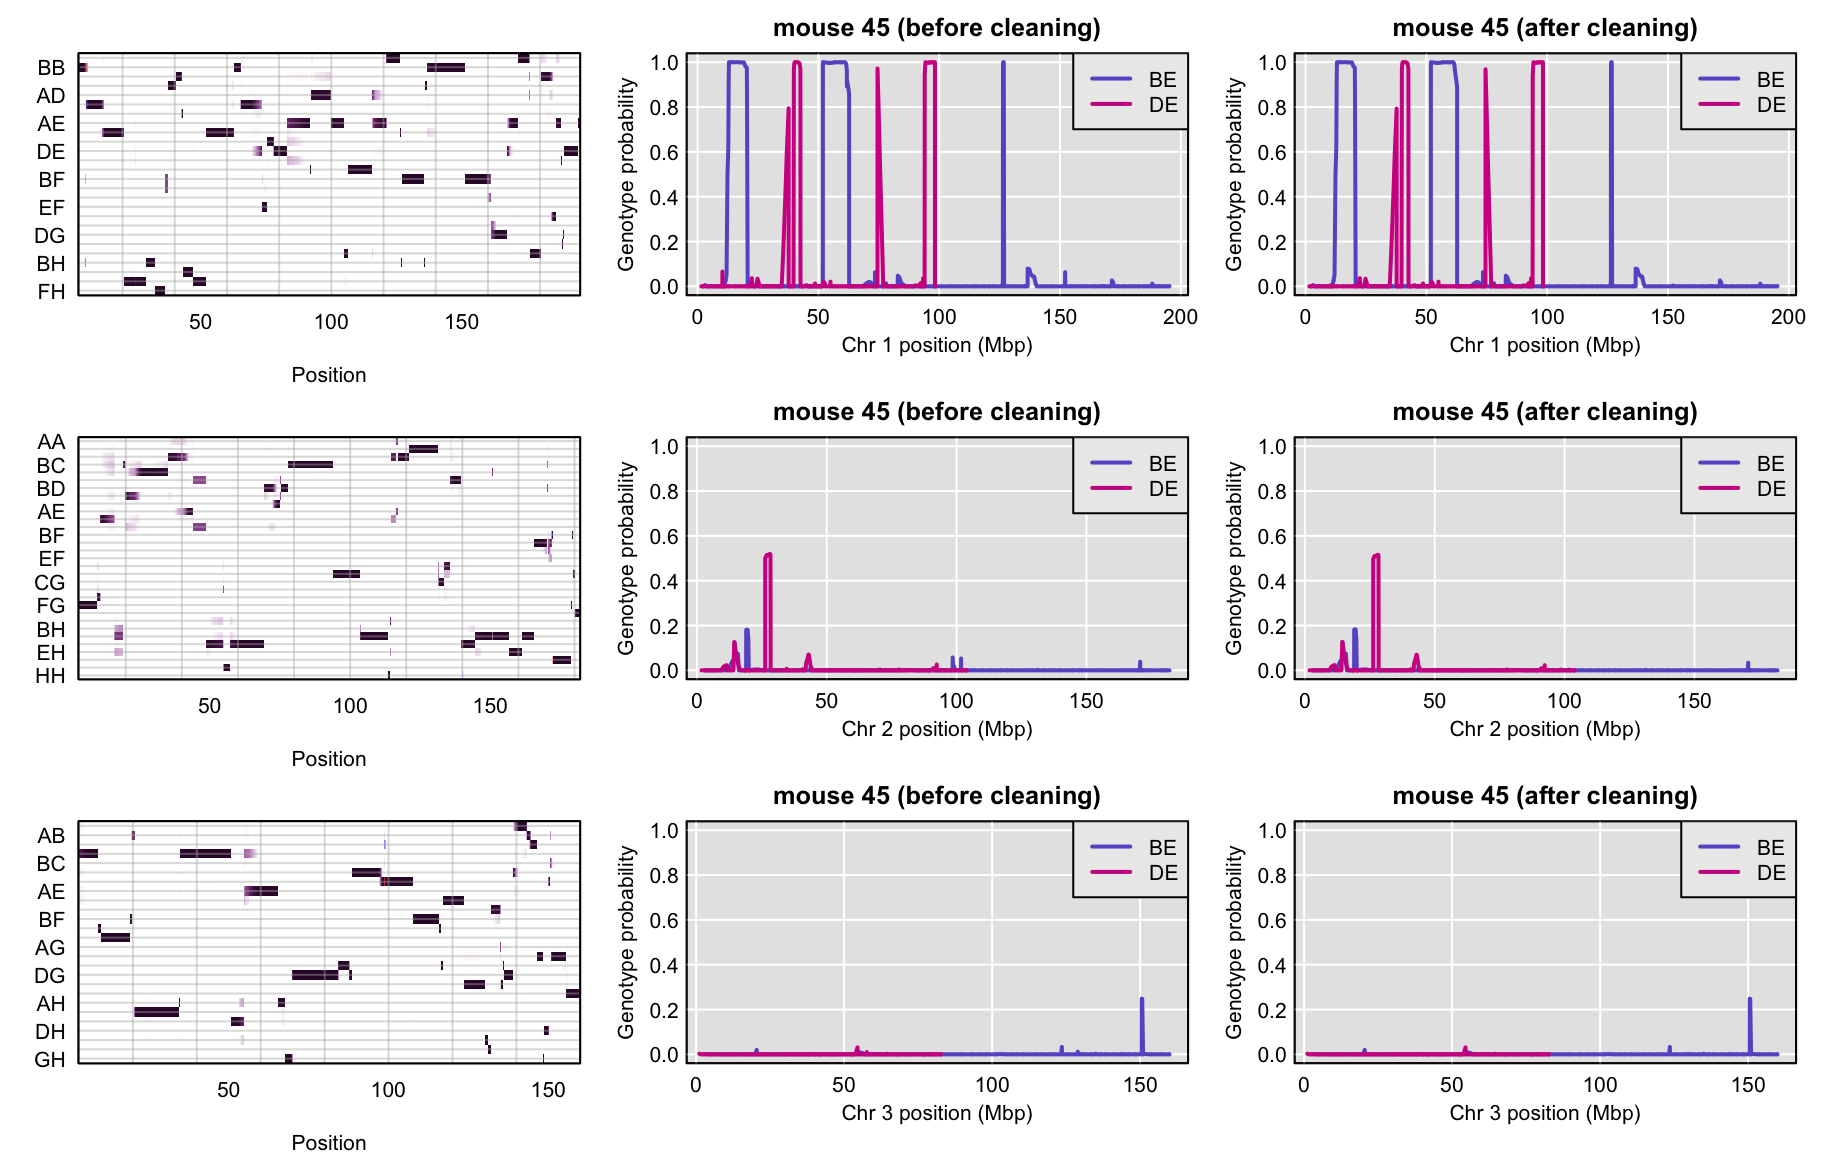 mouse 45 (before cleaning)
mouse 45 (after cleaning)
BB
AD
AE
DE
BF
EF
DG
BH
FH
50 100 150
Position
Genotype probability
1.0
0.8
0.6
0.4
0.2
0.0
BE
DE
0 50 100 150 200
Chr 1 position (Mbp)
Genotype probability
1.0
0.8
0.6
0.4
0.2
0.0
BE
DE
0 50 100 150 200
Chr 1 position (Mbp)
mouse 45 (before cleaning)
mouse 45 (after cleaning)
AA
BC
BD
AE
BF
EF
CG
FG
BH
EH
HH
50 100 150
Position
Genotype probability
1.0
0.8
0.6
0.4
0.2
0.0
BE
DE
0 50 100 150
Chr 2 position (Mbp)
Genotype probability
1.0
0.8
0.6
0.4
0.2
0.0
BE
DE
0 50 100 150
Chr 2 position (Mbp)
mouse 45 (before cleaning)
mouse 45 (after cleaning)
AB
BC
AE
BF
AG
DG
AH
DH
GH
50 100 150
Position
Genotype probability
1.0
0.8
0.6
0.4
0.2
0.0
BE
DE
0 50 100 150
Chr 3 position (Mbp)
Genotype probability
1.0
0.8
0.6
0.4
0.2
0.0
BE
DE
0 50 100 150
Chr 3 position (Mbp)